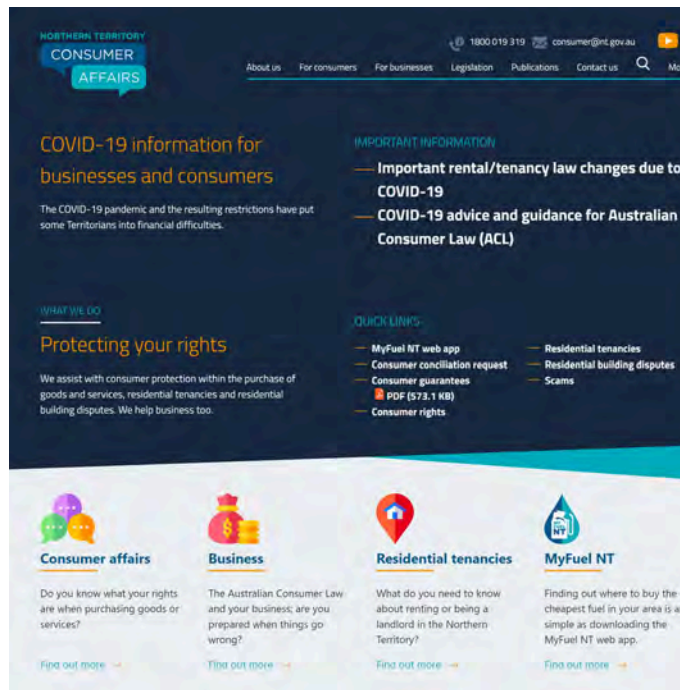 NORTHERN TERRITORY
CONSUMER
AFFAIRS
1800 019 319 consumer@nt.gov.au
About us For consumers For businesses Legislation Publications Contact us
COVID-19 information for
businesses and consumers
The COVID-19 pandemic and the resulting restrictions have put
some Territorians into financial difficulties.
IMPORTANT INFORMATION
Important rental/tenancy law changes due to
COVID-19
COVID-19 advice and guidance for Australian
Consumer Law (ACL)
WHAT WE DO
Protecting your rights
We assist with consumer protection within the purchase of
goods and services, residential tenancies and residential
building disputes. We help business too.
QUICK LINKS
MyFuel NT web app
Consumer conciliation request
Consumer guarantees
PDF (573.1 KB)
Consumer rights
Residential tenancies
Residential building disputes
Scams
Consumer affairs
Do you know what your rights
are when purchasing goods or
services?
Find out more →
Business
The Australian Consumer Law
and your business; are you
prepared when things go
wrong?
Find out more →
Residential tenancies
What do you need to know
about renting or being a
landlord in the Northern
Territory?
Find out more →
NT
MyFuel NT
Finding out where to buy the
cheapest fuel in your area is a
simple as downloading the
MyFuel NT web app.
Find out more →